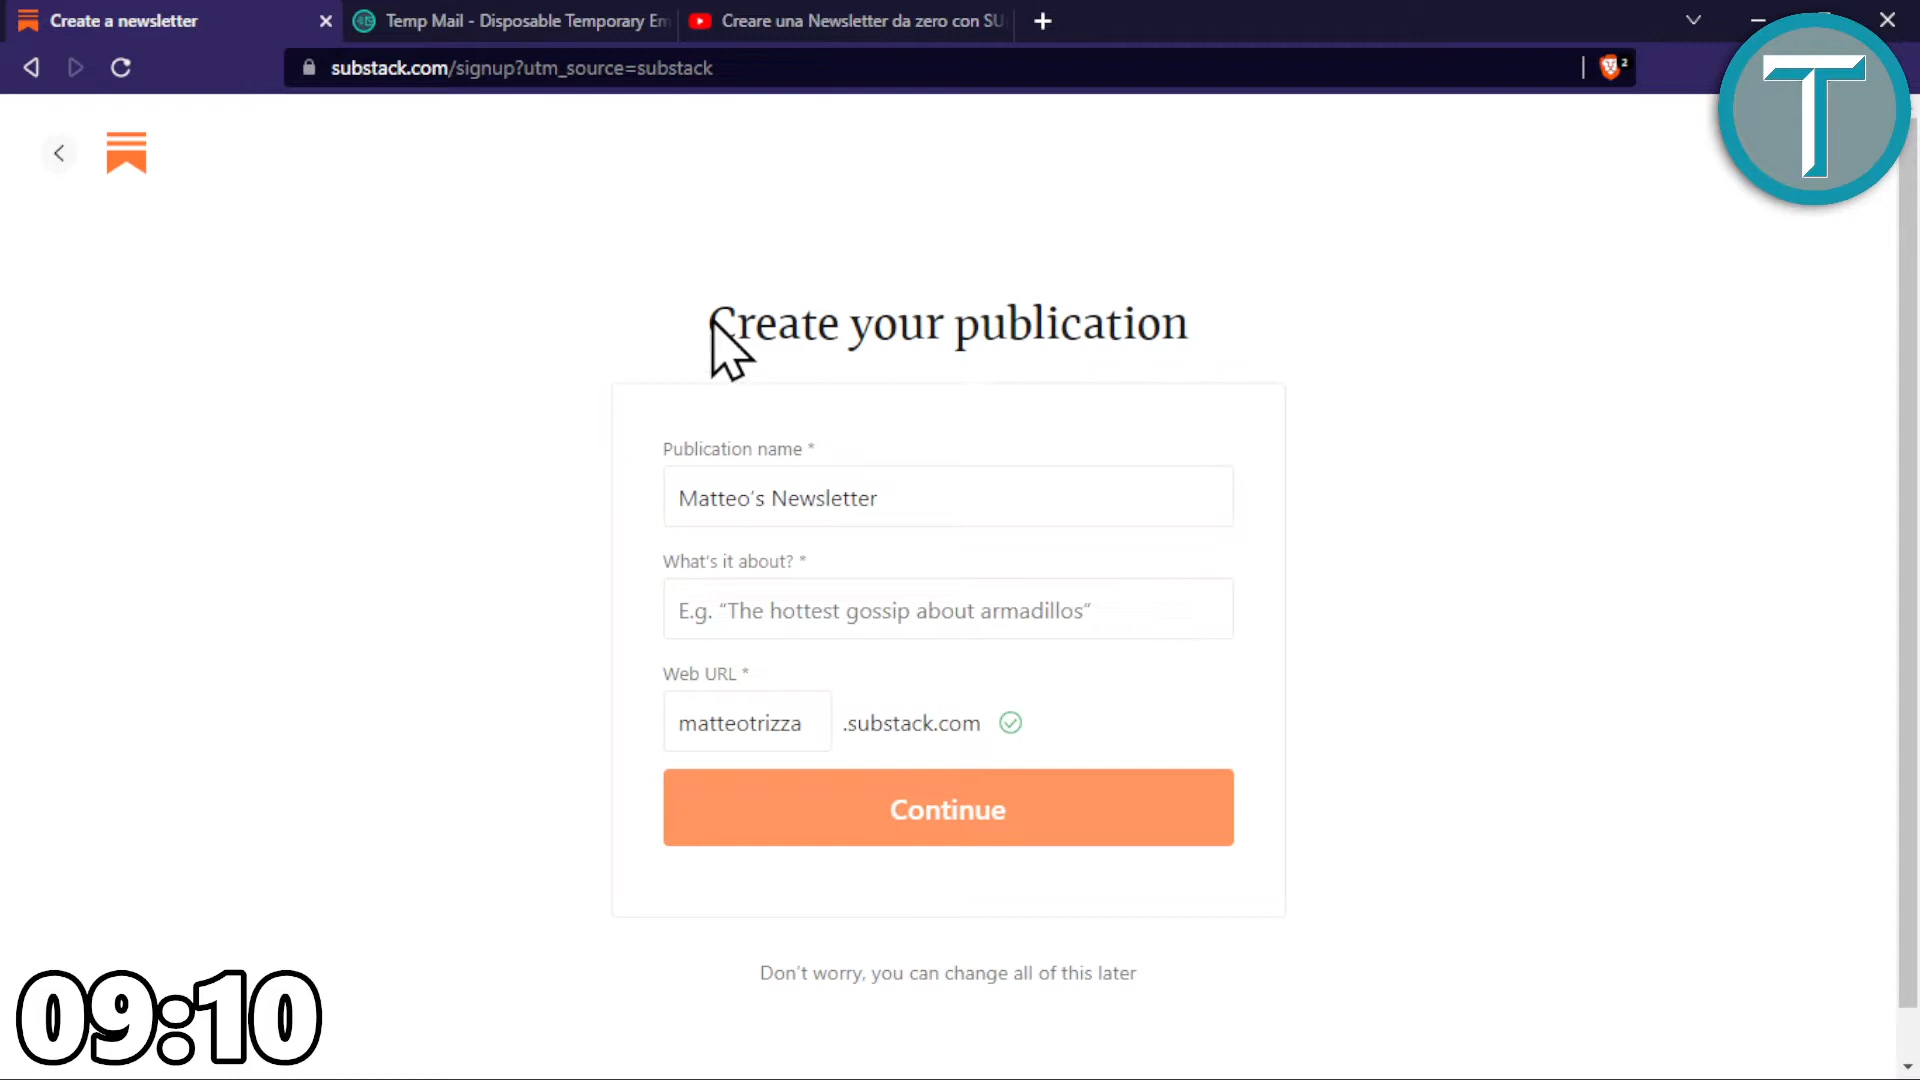 Create a newsletter
Temp Mail - Disposable Temporary Em
Creare una Newsletter da zero con SU
substack.com/signup?utm_source=substack
2
T
Create your publication
Publication name *
Matteo's Newsletter
What's it about? *
E.g. “The hottest gossip about armadillos”
Web URL *
matteotrizza .substack.com
Continue
Don't worry, you can change all of this later
09:10